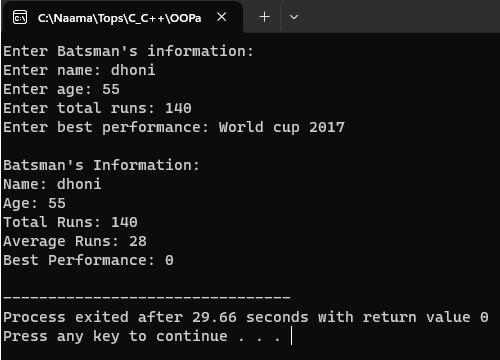 C:\Naama\Tops\C_C++\OOPa
Enter Batsman's information:
Enter name: dhoni
Enter age: 55
Enter total runs: 140
Enter best performance: World cup 2017
Batsman's Information:
Name: dhoni
Age: 55
Total Runs: 140
Average Runs: 28
Best Performance: 0
--------------------------------
Process exited after 29.66 seconds with return value 0
Press any key to continue . . .